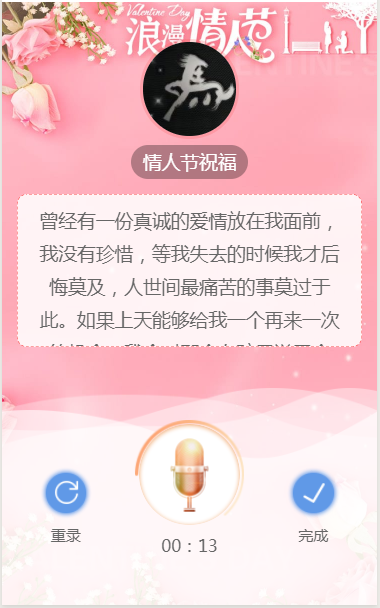 Valentine Day
浪漫情人节
馬
情人节祝福
曾经有一份真诚的爱情放在我面前，
我没有珍惜，等我失去的时候我才后
悔莫及，人世间最痛苦的事莫过于
此。如果上天能够给我一个再来一次
00：13
重录
完成